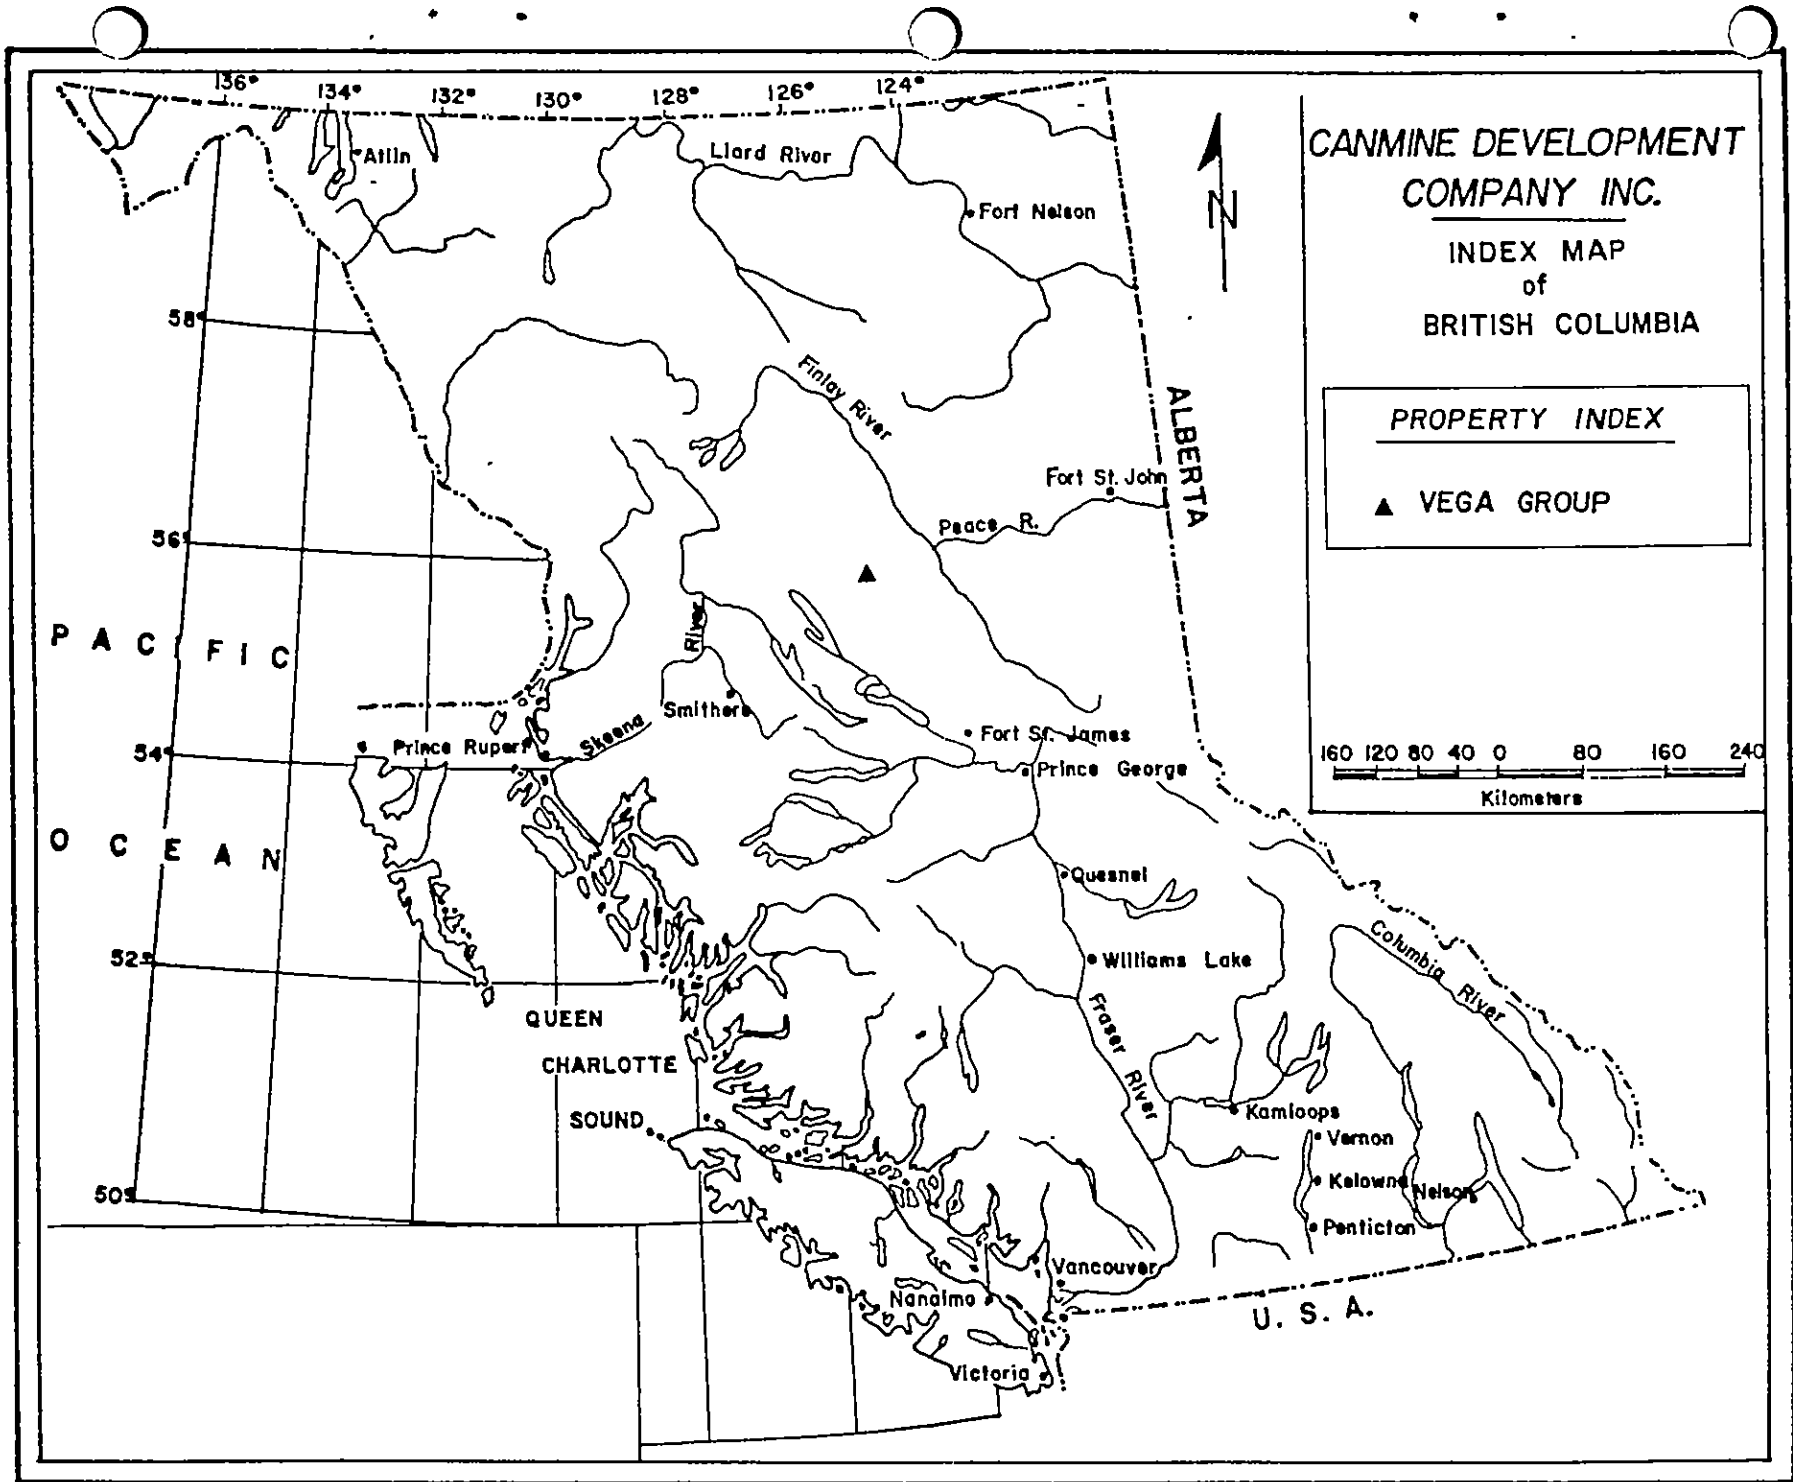 136° 134° 132° 130° 128° 126° 124°
CANMINE DEVELOPMENT
COMPANY INC.
INDEX MAP
of
BRITISH COLUMBIA
PROPERTY INDEX
▲ VEGA GROUP
160 120 80 40 0 80 160 240
Kilometers
N
Atlin
Liard River
Fort Nelson
58°
Finlay River
ALBERTA
Fort St. John
Peace R.
56°
PACIFIC
River
Smithers
Skeena
Prince Rupert
54°
Fort St. James
Prince George
OCEAN
Quesnel
52°
Williams Lake
Columbia River
QUEEN
CHARLOTTE
SOUND
Fraser River
Kamloops
Vernon
Kelowna
Nelson
50°
Penticton
Vancouver
Nanaimo
U. S. A.
Victoria